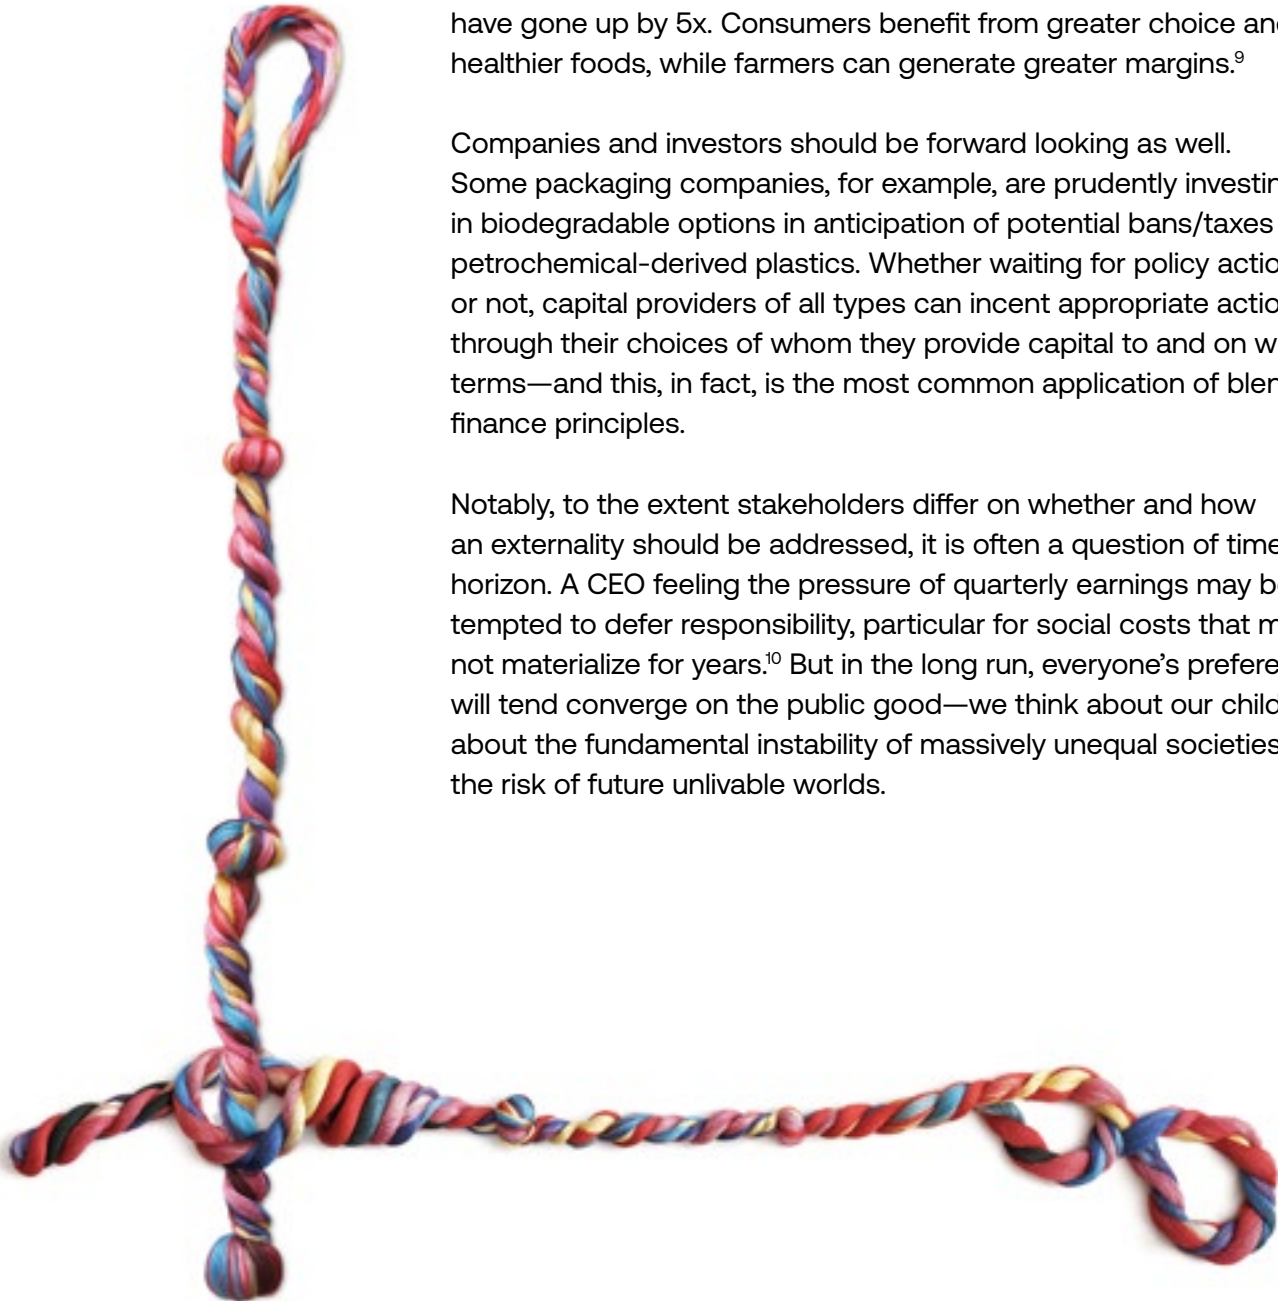 have gone up by 5x. Consumers benefit from greater choice and
healthier foods, while farmers can generate greater margins.⁹
Companies and investors should be forward looking as well.
Some packaging companies, for example, are prudently
in biodegradable options in anticipation of potential bans/taxes
petrochemical-derived plastics. Whether waiting for policy
or not, capital providers of all types can incent appropriate
through their choices of whom they provide capital to and on
terms—and this, in fact, is the most common application of
finance principles.
Notably, to the extent stakeholders differ on whether and how
an externality should be addressed, it is often a question of time
horizon. A CEO feeling the pressure of quarterly earnings may
tempted to defer responsibility, particular for social costs that
not materialize for years.¹⁰ But in the long run, everyone’s
will tend converge on the public good—we think about our
about the fundamental instability of massively unequal societies
the risk of future unlivable worlds.